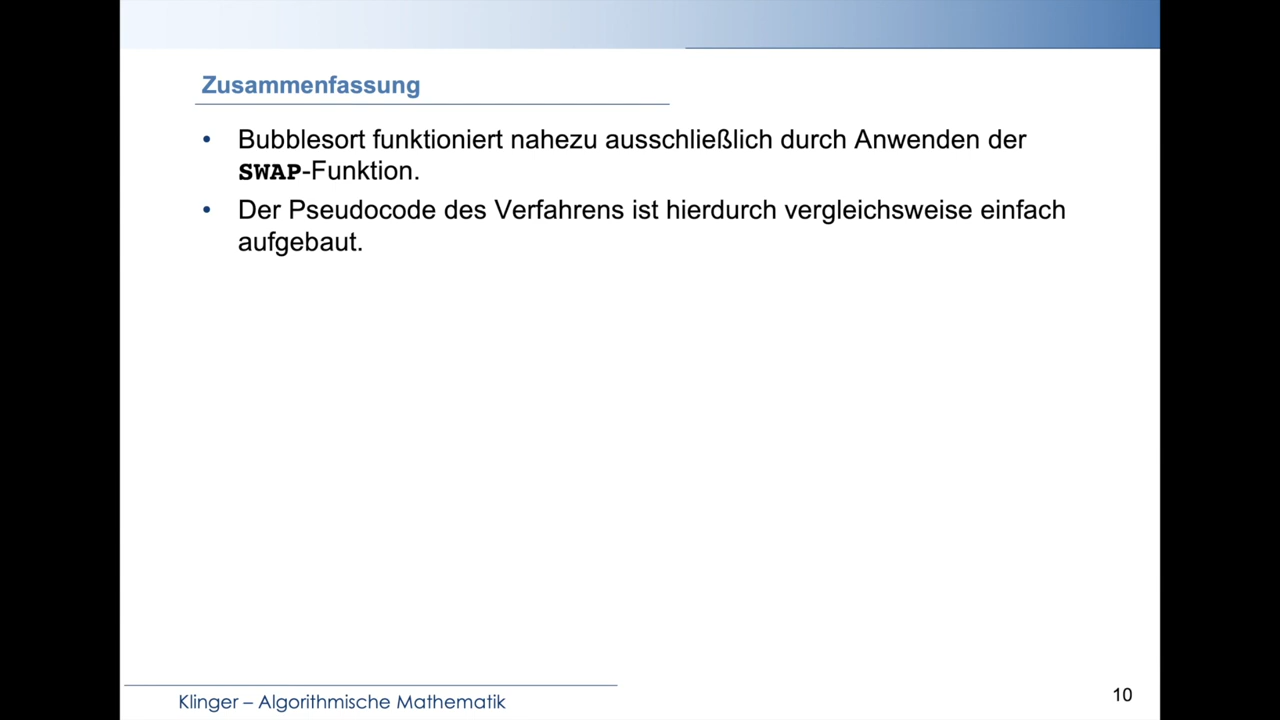 Zusammenfassung
• Bubblesort funktioniert nahezu ausschließlich durch Anwenden der
SWAP-Funktion.
• Der Pseudocode des Verfahrens ist hierdurch vergleichsweise einfach
aufgebaut.
Klinger – Algorithmische Mathematik
10